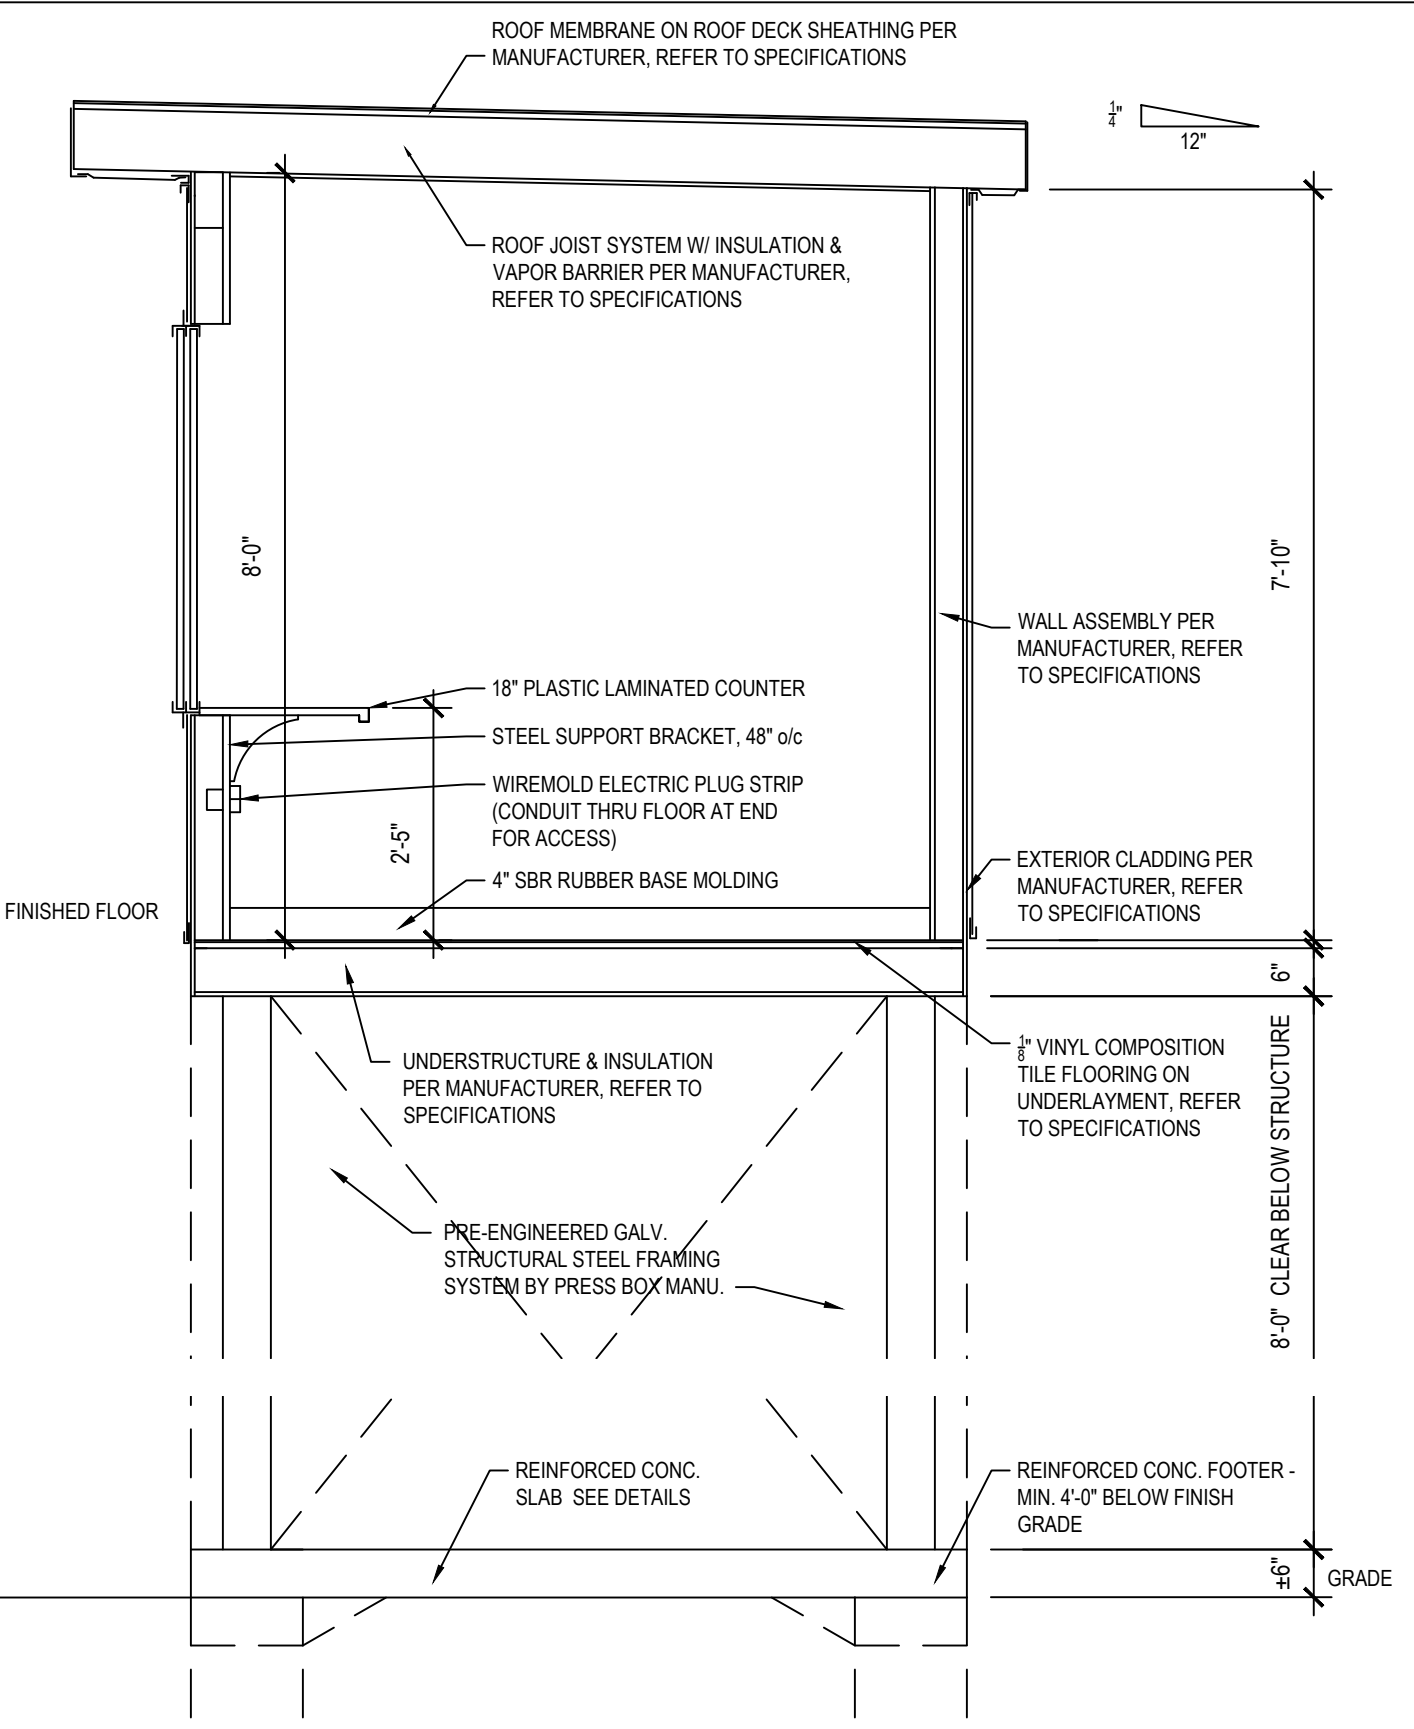 ROOF MEMBRANE ON ROOF DECK SHEATHING PER
MANUFACTURER, REFER TO SPECIFICATIONS
1/4"
12"
ROOF JOIST SYSTEM W/ INSULATION &
VAPOR BARRIER PER MANUFACTURER,
REFER TO SPECIFICATIONS
8'-0"
7'-10"
WALL ASSEMBLY PER
MANUFACTURER, REFER
TO SPECIFICATIONS
18" PLASTIC LAMINATED COUNTER
STEEL SUPPORT BRACKET, 48" o/c
WIREMOLD ELECTRIC PLUG STRIP
(CONDUIT THRU FLOOR AT END
FOR ACCESS)
2'-5"
4" SBR RUBBER BASE MOLDING
EXTERIOR CLADDING PER
MANUFACTURER, REFER
TO SPECIFICATIONS
FINISHED FLOOR
6"
UNDERSTRUCTURE & INSULATION
PER MANUFACTURER, REFER TO
SPECIFICATIONS
1/8" VINYL COMPOSITION
TILE FLOORING ON
UNDERLAYMENT, REFER
TO SPECIFICATIONS
8'-0" CLEAR BELOW STRUCTURE
PRE-ENGINEERED GALV.
STRUCTURAL STEEL FRAMING
SYSTEM BY PRESS BOX MANU.
REINFORCED CONC.
SLAB SEE DETAILS
REINFORCED CONC. FOOTER -
MIN. 4'-0" BELOW FINISH
GRADE
±6"
GRADE